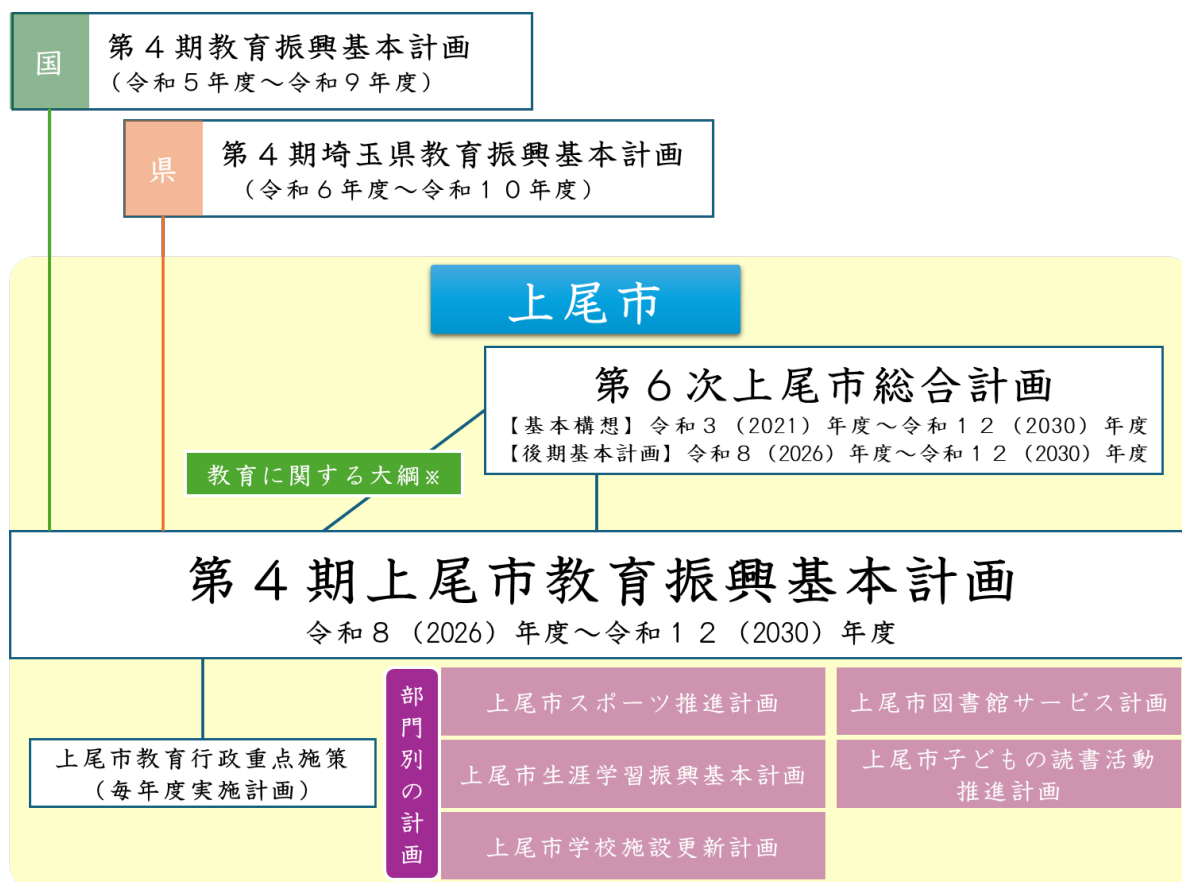 国
第4期教育振興基本計画
（令和5年度～令和9年度）
県
第4期埼玉県教育振興基本計画
（令和6年度～令和10年度）
上尾市
第6次上尾市総合計画
【基本構想】令和3（2021）年度～令和12（2030）年度
【後期基本計画】令和8（2026）年度～令和12（2030）年度
教育に関する大綱※
第4期上尾市教育振興基本計画
令和8（2026）年度～令和12（2030）年度
上尾市教育行政重点施策
（毎年度実施計画）
部門別の計画
上尾市スポーツ推進計画
上尾市図書館サービス計画
上尾市生涯学習振興基本計画
上尾市子どもの読書活動
推進計画
上尾市学校施設更新計画